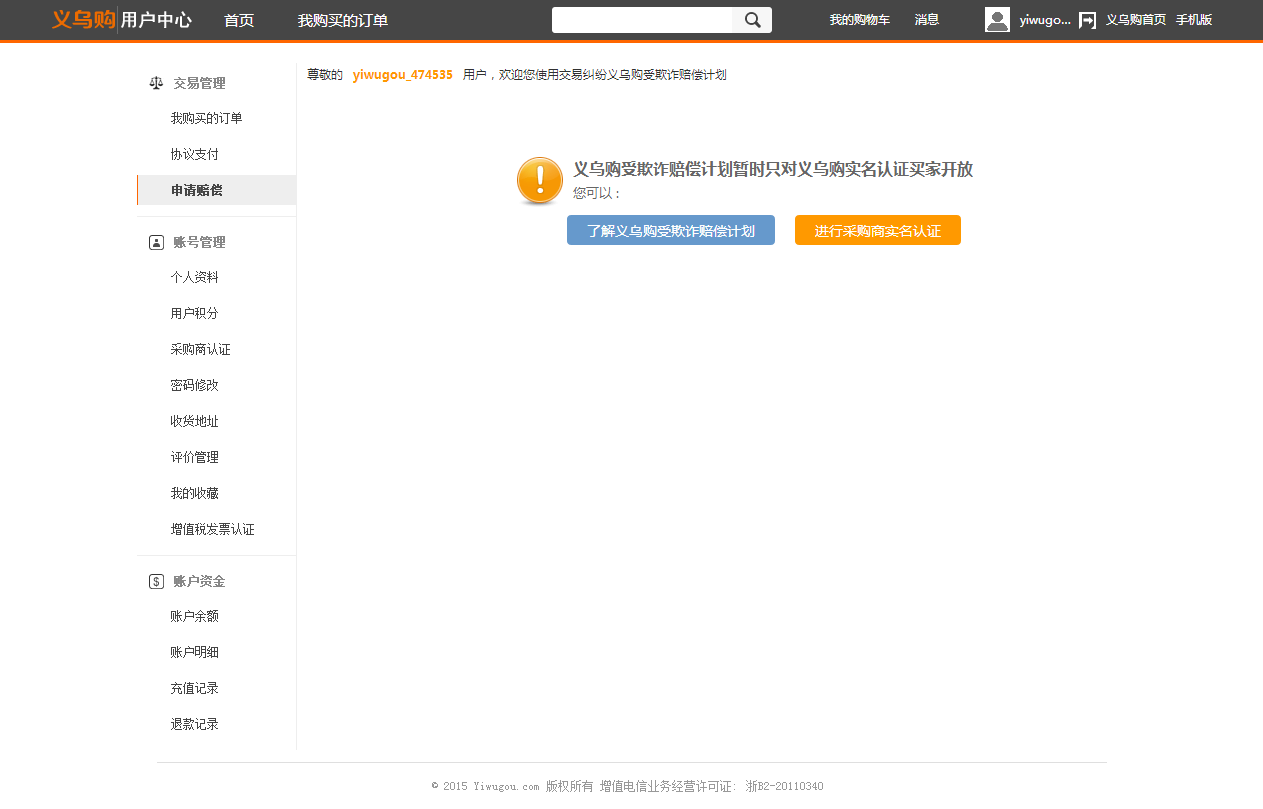 义乌购 用户中心 首页 我购买的订单 我的购物车 消息 yiwugo... 义乌购首页 手机版
尊敬的 yiwugou_474535 用户，欢迎您使用交易纠纷义乌购受欺诈赔偿计划
交易管理
我购买的订单
协议支付
申请赔偿
账号管理
个人资料
用户积分
采购商认证
密码修改
收货地址
评价管理
我的收藏
增值税发票认证
账户资金
账户余额
账户明细
充值记录
退款记录
义乌购受欺诈赔偿计划暂时只对义乌购实名认证买家开放
您可以：
了解义乌购受欺诈赔偿计划 进行采购商实名认证
© 2015 Yiwugou.com 版权所有 增值电信业务经营许可证： 浙B2-20110340